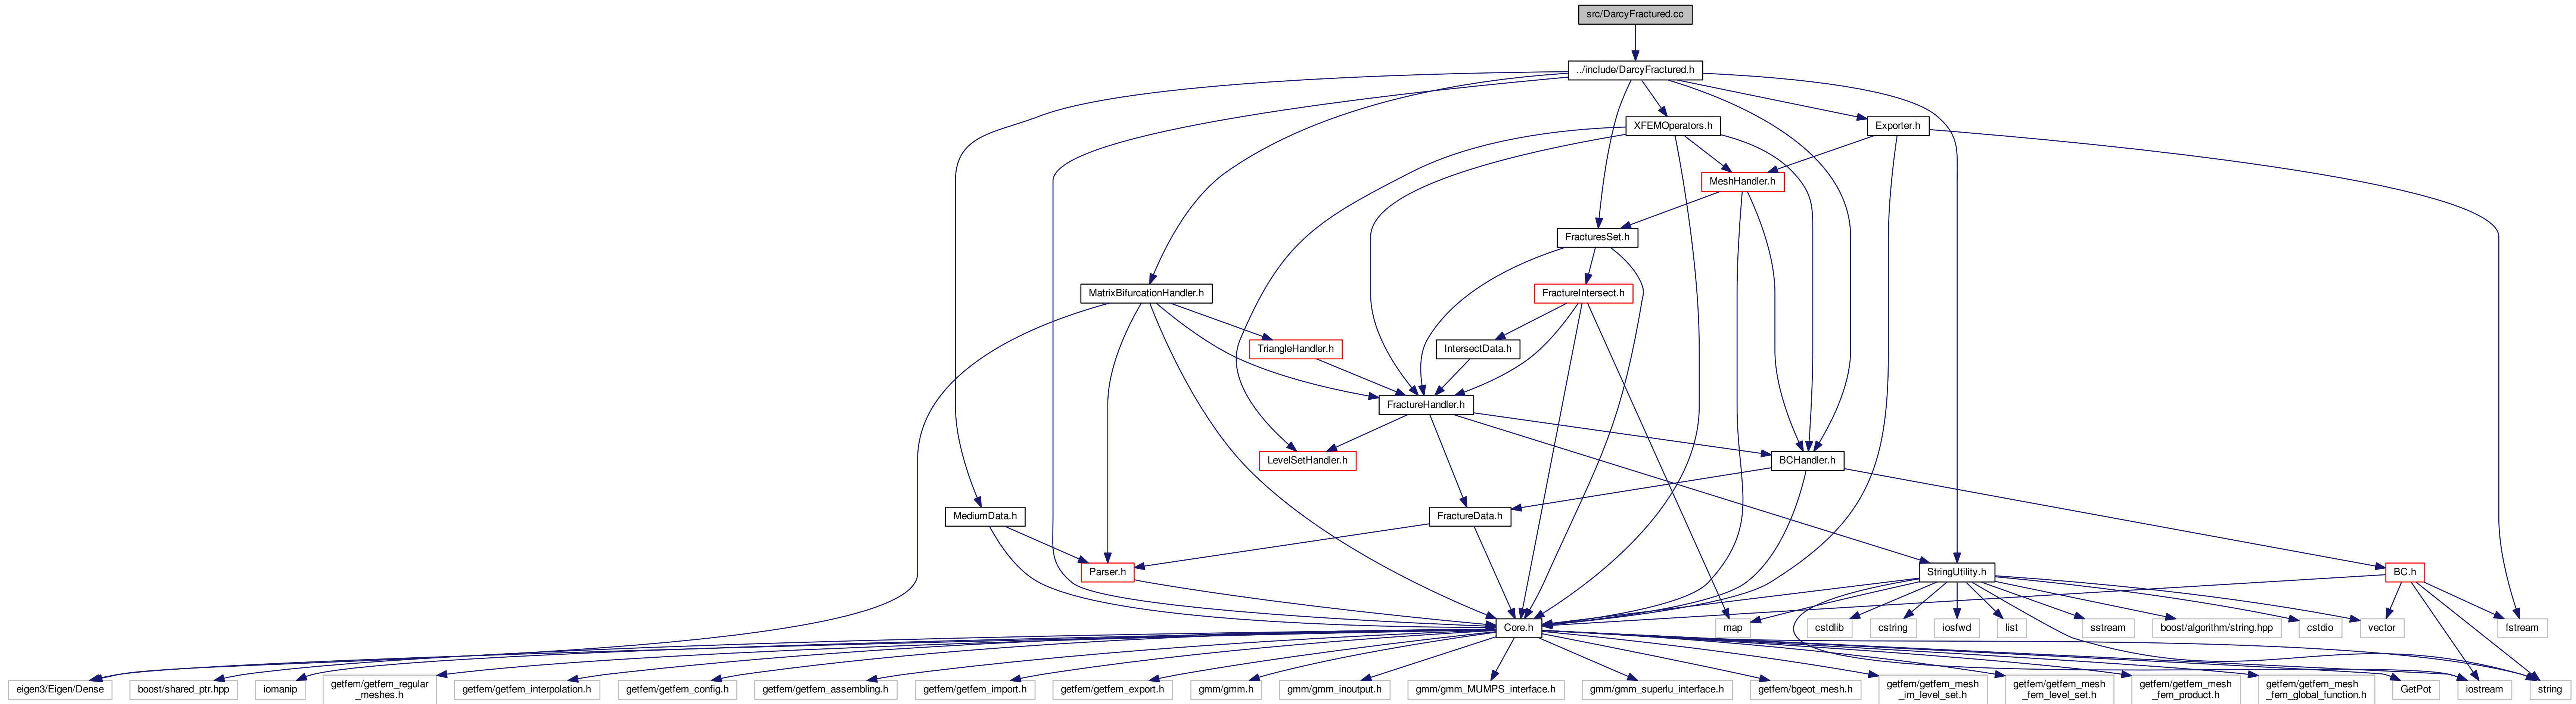 src/DarcyFractured.cc
../include/DarcyFractured.h
XFEMOperators.h
Exporter.h
MeshHandler.h
FracturesSet.h
MatrixBifurcationHandler.h
FractureIntersect.h
TriangleHandler.h
IntersectData.h
FractureHandler.h
LevelSetHandler.h
BCHandler.h
MediumData.h
FractureData.h
Parser.h
StringUtility.h
BC.h
Core.h
map
cstdlib
cstring
iosfwd
list
sstream
boost/algorithm/string.hpp
cstdio
vector
fstream
eigen3/Eigen/Dense
boost/shared_ptr.hpp
iomanip
getfem/getfem_regular
_meshes.h
getfem/getfem_interpolation.h
getfem/getfem_config.h
getfem/getfem_assembling.h
getfem/getfem_import.h
getfem/getfem_export.h
gmm/gmm.h
gmm/gmm_inoutput.h
gmm/gmm_MUMPS_interface.h
gmm/gmm_superlu_interface.h
getfem/bgeot_mesh.h
getfem/getfem_mesh
_im_level_set.h
getfem/getfem_mesh
_fem_level_set.h
getfem/getfem_mesh
_fem_product.h
getfem/getfem_mesh
_fem_global_function.h
GetPot
iostream
string